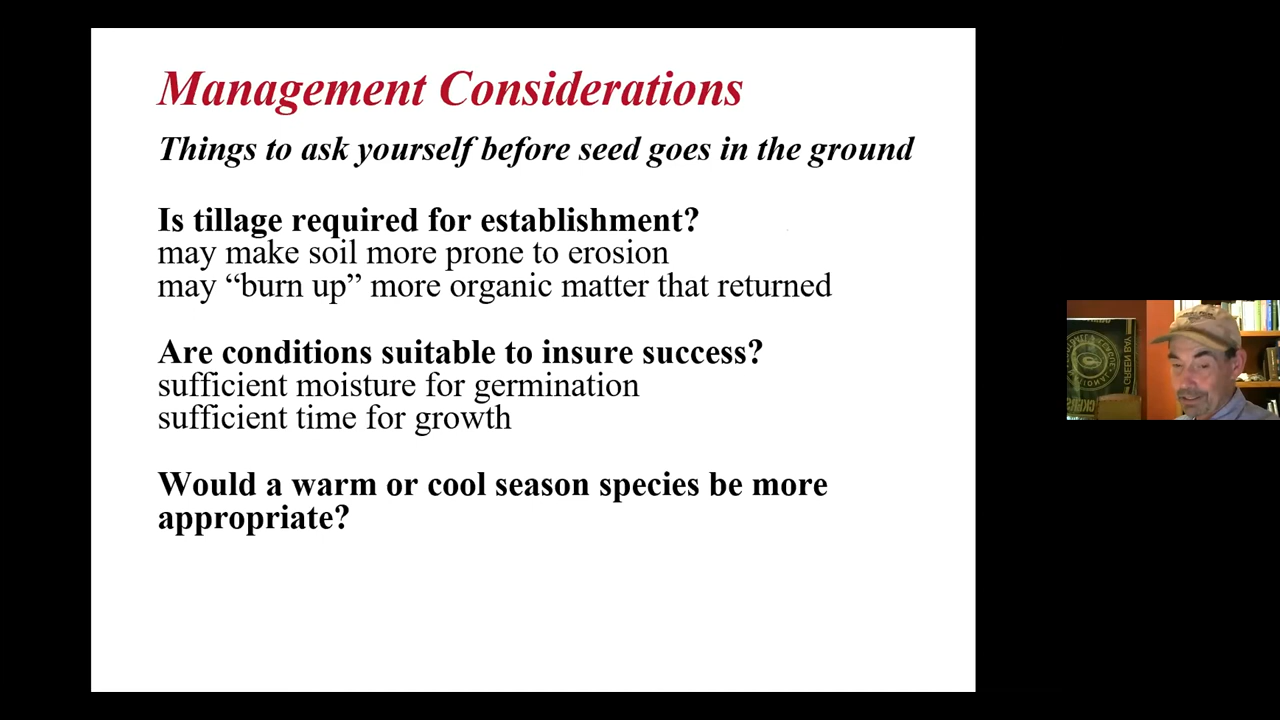 Management Considerations
Things to ask yourself before seed goes in the ground
Is tillage required for establishment?
may make soil more prone to erosion
may “burn up” more organic matter that returned
Are conditions suitable to insure success?
sufficient moisture for germination
sufficient time for growth
Would a warm or cool season species be more
appropriate?
GREEN BAY